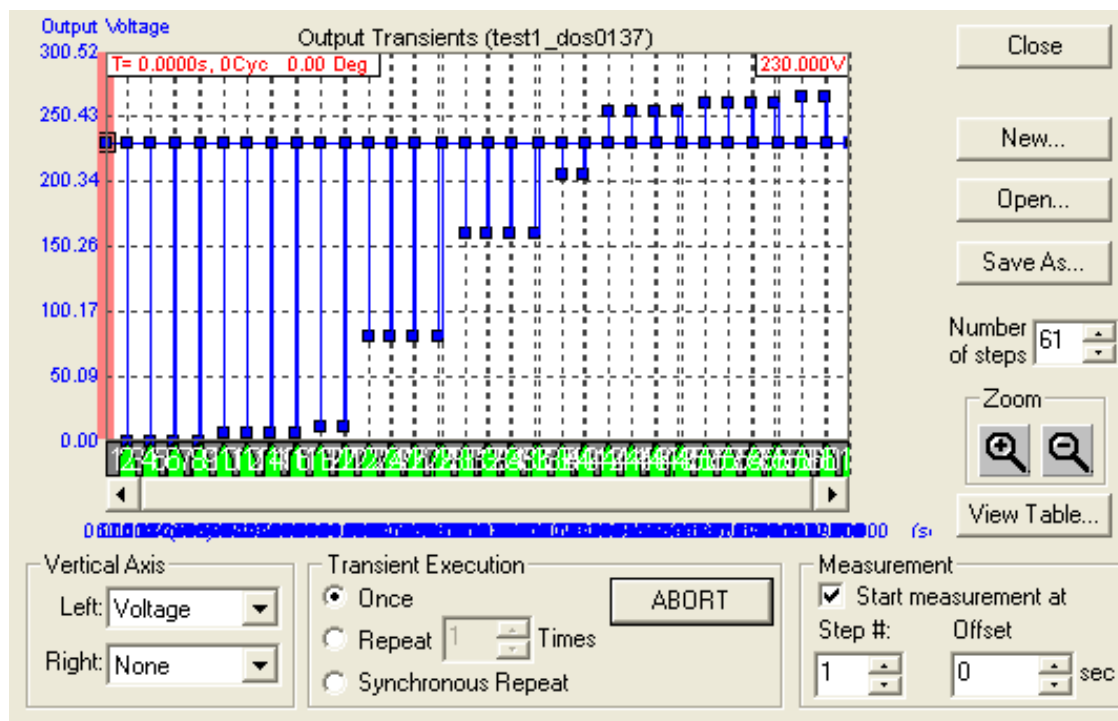 Output Voltage
Output Transients (test1_dos0137)
300.52
T= 0.0000s, 0Cyc 0.00 Deg
230.000V
250.43
200.34
150.26
100.17
50.09
0.00
Close
New...
Open...
Save As...
Number of steps
61
Zoom
View Table...
Vertical Axis
Left: Voltage
Right: None
Transient Execution
Once
Repeat 1 Times
Synchronous Repeat
ABORT
Measurement
Start measurement at
Step #: Offset
1 0 sec